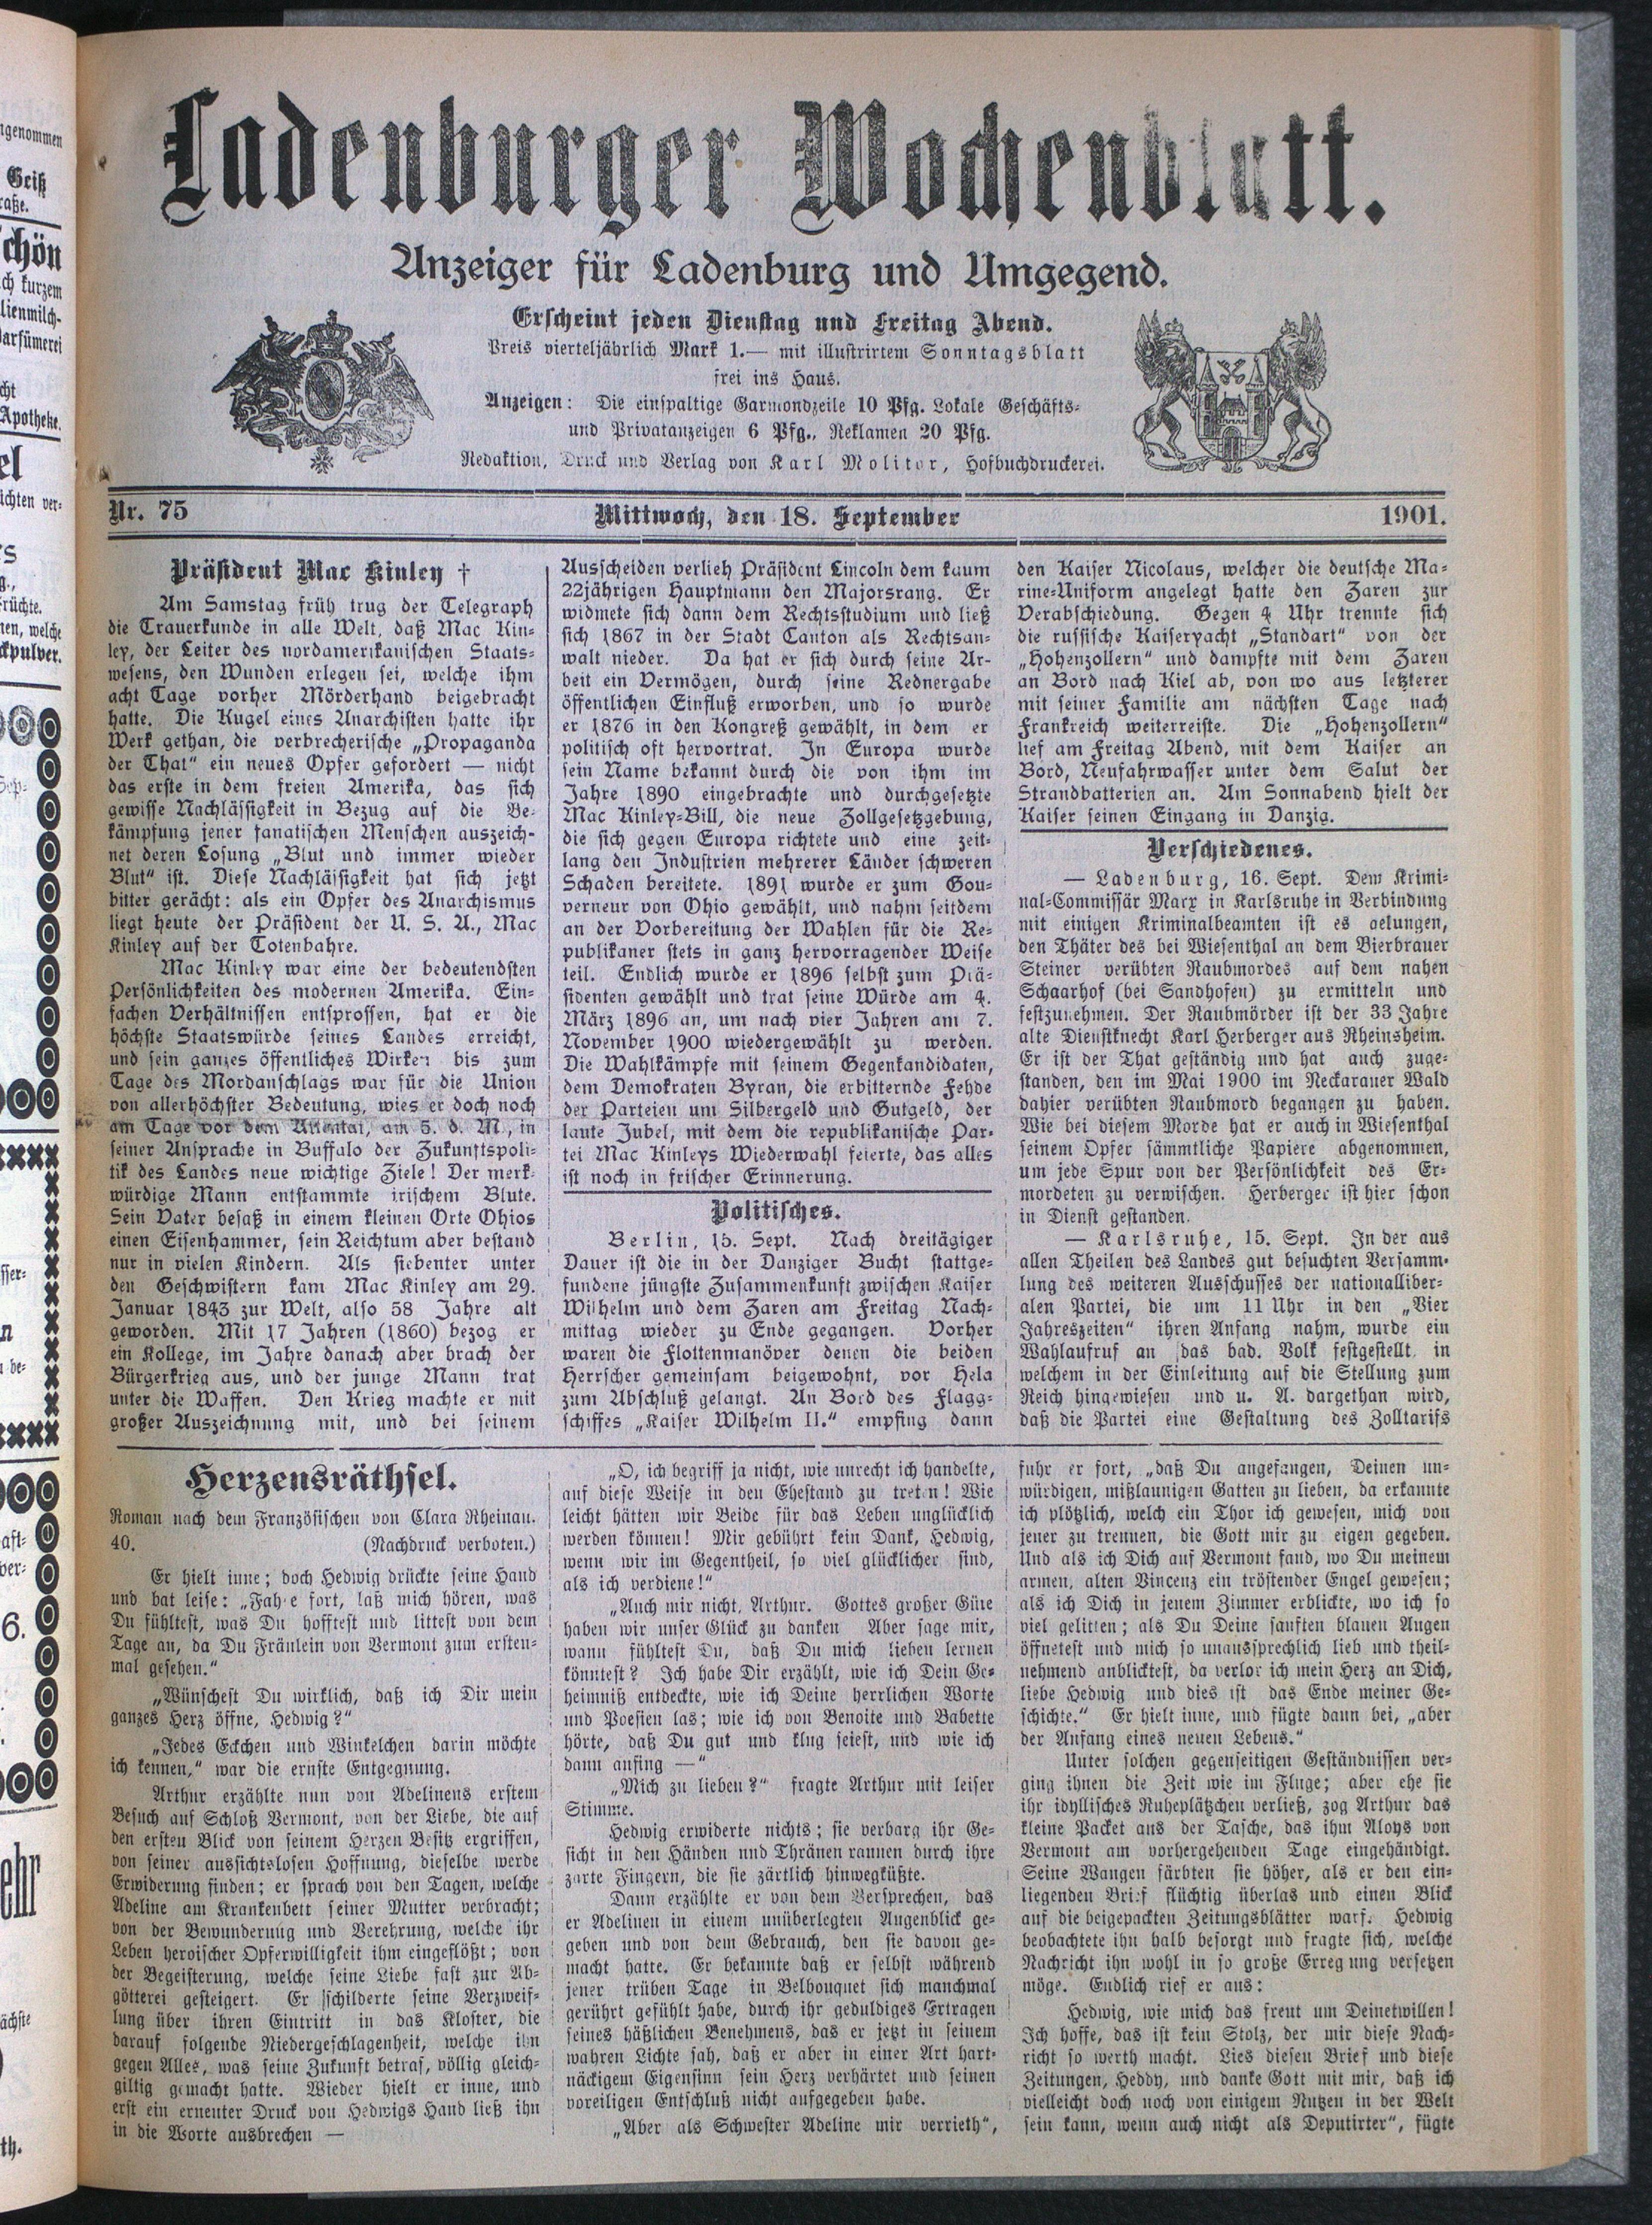 Ladenburger Wochenblatt.
Anzeiger für Ladenburg und Umgegend.
Erscheint jeden Dienstag und Freitag Abend.
Preis vierteljährlich Mark 1.— mit illustrirtem Sonntagsblatt
frei ins Haus.
Anzeigen: Die einspaltige Garmondzeile 10 Pfg. Lokale Geschäfts-
und Privatanzeigen 6 Pfg., Reklamen 20 Pfg.
Redaktion, Druck und Verlag von Karl Molitor, Hofbuchdruckerei.
Nr. 75
Mittwoch, den 18. September
1901.
Präsident Mac Kinley †
Am Samstag früh trug der Telegraph
die Trauerkunde in alle Welt, daß Mac Kin-
ley, der Leiter des nordamerikanischen Staats-
wesens, den Wunden erlegen sei, welche ihm
acht Tage vorher Mörderhand beigebracht
hatte. Die Kugel eines Anarchisten hatte ihr
Werk gethan, die verbrecherische „Propaganda
der That“ ein neues Opfer gefordert — nicht
das erste in dem freien Amerika, das sich
gewisse Nachlässigkeit in Bezug auf die Be-
kämpfung jener fanatischen Menschen auszeich-
net deren Losung „Blut und immer wieder
Blut“ ist. Diese Nachlässigkeit hat sich jetzt
bitter gerächt: als ein Opfer des Anarchismus
liegt heute der Präsident der U. S. A., Mac
Kinley auf der Totenbahre.
Mac Kinley war eine der bedeutendsten
Persönlichkeiten des modernen Amerika. Ein-
fachen Verhältnissen entsprossen, hat er die
höchste Staatswürde seines Landes erreicht,
und sein ganzes öffentliches Wirken bis zum
Tage des Mordanschlags war für die Union
von allerhöchster Bedeutung, wies er doch noch
am Tage vor dem Attentat, am 5. d. M., in
seiner Ansprache in Buffalo der Zukunftspoli-
tik des Landes neue wichtige Ziele! Der merk-
würdige Mann entstammte irischem Blute.
Sein Vater besaß in einem kleinen Orte Ohios
einen Eisenhammer, sein Reichtum aber bestand
nur in vielen Kindern. Als siebenter unter
den Geschwistern kam Mac Kinley am 29.
Januar 1843 zur Welt, also 58 Jahre alt
geworden. Mit 17 Jahren (1860) bezog er
ein Kollege, im Jahre danach aber brach der
Bürgerkrieg aus, und der junge Mann trat
unter die Waffen. Den Krieg machte er mit
großer Auszeichnung mit, und bei seinem
Ausscheiden verlieh Präsident Lincoln dem kaum
22jährigen Hauptmann den Majorsrang. Er
widmete sich dann dem Rechtsstudium und ließ
sich 1867 in der Stadt Canton als Rechtsan-
walt nieder. Da hat er sich durch seine Ar-
beit ein Vermögen, durch seine Rednergabe
öffentlichen Einfluß erworben, und so wurde
er 1876 in den Kongreß gewählt, in dem er
politisch oft hervortrat. In Europa wurde
sein Name bekannt durch die von ihm im
Jahre 1890 eingebrachte und durchgesetzte
Mac Kinley-Bill, die neue Zollgesetzgebung,
die sich gegen Europa richtete und eine zeit-
lang den Industrien mehrerer Länder schweren
Schaden bereitete. 1891 wurde er zum Gou-
verneur von Ohio gewählt, und nahm seitdem
an der Vorbereitung der Wahlen für die Re-
publikaner stets in ganz hervorragender Weise
teil. Endlich wurde er 1896 selbst zum Prä-
sidenten gewählt und trat seine Würde am 4.
März 1896 an, um nach vier Jahren am 7.
November 1900 wiedergewählt zu werden.
Die Wahlkämpfe mit seinem Gegenkandidaten,
dem Demokraten Byran, die erbitternde Fehde
der Parteien um Silbergeld und Gutgeld, der
laute Jubel, mit dem die republikanische Par-
tei Mac Kinleys Wiederwahl feierte, das alles
ist noch in frischer Erinnerung.
Politisches.
Berlin, 15. Sept. Nach dreitägiger
Dauer ist die in der Danziger Bucht stattge-
fundene jüngste Zusammenkunft zwischen Kaiser
Wilhelm und dem Zaren am Freitag Nach-
mittag wieder zu Ende gegangen. Vorher
waren die Flottenmanöver denen die beiden
Herrscher gemeinsam beigewohnt, vor Hela
zum Abschluß gelangt. An Bord des Flagg-
schiffes „Kaiser Wilhelm II.“ empfing dann
den Kaiser Nicolaus, welcher die deutsche Ma-
rine-Uniform angelegt hatte den Zaren zur
Verabschiedung. Gegen 4 Uhr trennte sich
die russische Kaiseryacht „Standart“ von der
„Hohenzollern“ und dampfte mit dem Zaren
an Bord nach Kiel ab, von wo aus letzterer
mit seiner Familie am nächsten Tage nach
Frankreich weiterreiste. Die „Hohenzollern“
lief am Freitag Abend, mit dem Kaiser an
Bord, Neufahrwasser unter dem Salut der
Strandbatterien an. Am Sonnabend hielt der
Kaiser seinen Eingang in Danzig.
Verschiedenes.
— Ladenburg, 16. Sept. Dem Krimi-
nal-Commissär Marx in Karlsruhe in Verbindung
mit einigen Kriminalbeamten ist es gelungen,
den Thäter des bei Wiesenthal an dem Bierbrauer
Steiner verübten Raubmordes auf dem nahen
Schaarhof (bei Sandhofen) zu ermitteln und
festzunehmen. Der Raubmörder ist der 33 Jahre
alte Dienstknecht Karl Herberger aus Rheinsheim.
Er ist der That geständig und hat auch zuge-
standen, den im Mai 1900 im Neckarauer Wald
dahier verübten Raubmord begangen zu haben.
Wie bei diesem Morde hat er auch in Wiesenthal
seinem Opfer sämmtliche Papiere abgenommen,
um jede Spur von der Persönlichkeit des Er-
mordeten zu verwischen. Herberger ist hier schon
in Dienst gestanden.
— Karlsruhe, 15. Sept. In der aus
allen Theilen des Landes gut besuchten Versamm-
lung des weiteren Ausschusses der nationalliber-
alen Partei, die um 11 Uhr in den „Vier
Jahreszeiten“ ihren Anfang nahm, wurde ein
Wahlaufruf an das bad. Volk festgestellt in
welchem in der Einleitung auf die Stellung zum
Reich hingewiesen und u. A. dargethan wird,
daß die Partei eine Gestaltung des Zolltarifs
Herzensräthsel.
Roman nach dem Französischen von Clara Rheinau.
40. (Nachdruck verboten.)
Er hielt inne; doch Hedwig drückte seine Hand
und bat leise: „Fahre fort, laß mich hören, was
Du fühltest, was Du hofftest und littest von dem
Tage an, da Du Fräulein von Vermont zum ersten-
mal gesehen.“
„Wünschest Du wirklich, daß ich Dir mein
ganzes Herz öffne, Hedwig?“
„Jedes Eckchen und Winkelchen darin möchte
ich kennen,“ war die ernste Entgegnung.
Arthur erzählte nun von Adelinens erstem
Besuch auf Schloß Vermont, von der Liebe, die auf
den ersten Blick von seinem Herzen Besitz ergriffen,
von seiner aussichtslosen Hoffnung, dieselbe werde
Erwiderung finden; er sprach von den Tagen, welche
Adeline am Krankenbett seiner Mutter verbracht;
von der Bewunderung und Verehrung, welche ihr
Leben heroischer Opferwilligkeit ihm eingeflößt; von
der Begeisterung, welche seine Liebe fast zur Ab-
götterei gesteigert. Er schilderte seine Verzweif-
lung über ihren Eintritt in das Kloster, die
darauf folgende Niedergeschlagenheit, welche ihn
gegen Alles, was seine Zukunft betraf, völlig gleich-
giltig gemacht hatte. Wieder hielt er inne, und
erst ein erneuter Druck von Hedwigs Hand ließ ihn
in die Worte ausbrechen —
„O, ich begriff ja nicht, wie unrecht ich handelte,
auf diese Weise in den Ehestand zu treten! Wie
leicht hätten wir Beide für das Leben unglücklich
werden können! Mir gebührt kein Dank, Hedwig,
wenn wir im Gegentheil, so viel glücklicher sind,
als ich verdiene!“
„Auch mir nicht, Arthur. Gottes großer Güte
haben wir unser Glück zu danken Aber sage mir,
wann fühltest Du, daß Du mich lieben lernen
könntest? Ich habe Dir erzählt, wie ich Dein Ge-
heimniß entdeckte, wie ich Deine herrlichen Worte
und Poesien las; wie ich von Benoite und Babette
hörte, daß Du gut und klug seiest, und wie ich
dann anfing —“
„Mich zu lieben?“ fragte Arthur mit leiser
Stimme.
Hedwig erwiderte nichts; sie verbarg ihr Ge-
sicht in den Händen und Thränen rannen durch ihre
zarte Fingern, die sie zärtlich hinwegküßte.
Dann erzählte er von dem Versprechen, das
er Adelinen in einem unüberlegten Augenblick ge-
geben und von dem Gebrauch, den sie davon ge-
macht hatte. Er bekannte daß er selbst während
jener trüben Tage in Belbouquet sich manchmal
gerührt gefühlt habe, durch ihr geduldiges Ertragen
seines häßlichen Benehmens, das er jetzt in seinem
wahren Lichte sah, daß er aber in einer Art hart-
näckigem Eigensinn sein Herz verhärtet und seinen
voreiligen Entschluß nicht aufgegeben habe.
„Aber als Schwester Adeline mir verrieth“,
fuhr er fort, „daß Du angefangen, Deinen un-
würdigen, mißlaunigen Gatten zu lieben, da erkannte
ich plötzlich, welch ein Thor ich gewesen, mich von
jener zu trennen, die Gott mir zu eigen gegeben.
Und als ich Dich auf Vermont fand, wo Du meinem
armen, alten Vincenz ein tröstender Engel gewesen;
als ich Dich in jenem Zimmer erblickte, wo ich so
viel gelitten; als Du Deine sanften blauen Augen
öffnetest und mich so unaussprechlich lieb und theil-
nehmend anblicktest, da verlor ich mein Herz an Dich,
liebe Hedwig und dies ist das Ende meiner Ge-
schichte.“ Er hielt inne, und fügte dann bei, „aber
der Anfang eines neuen Lebens.“
Unter solchen gegenseitigen Geständnissen ver-
ging ihnen die Zeit wie im Fluge; aber ehe sie
ihr idyllisches Ruheplätzchen verließ, zog Arthur das
kleine Packet aus der Tasche, das ihm Aloys von
Vermont am vorhergehenden Tage eingehändigt.
Seine Wangen färbten sie höher, als er den ein-
liegenden Brief flüchtig überlas und einen Blick
auf die beigepackten Zeitungsblätter warf. Hedwig
beobachtete ihn halb besorgt und fragte sich, welche
Nachricht ihn wohl in so große Erregung versetzen
möge. Endlich rief er aus:
Hedwig, wie mich das freut um Deinetwillen!
Ich hoffe, das ist kein Stolz, der mir diese Nach-
richt so werth macht. Lies diesen Brief und diese
Zeitungen, Heddy, und danke Gott mit mir, daß ich
vielleicht doch noch von einigem Nutzen in der Welt
sein kann, wenn auch nicht als Deputirter“, fügte